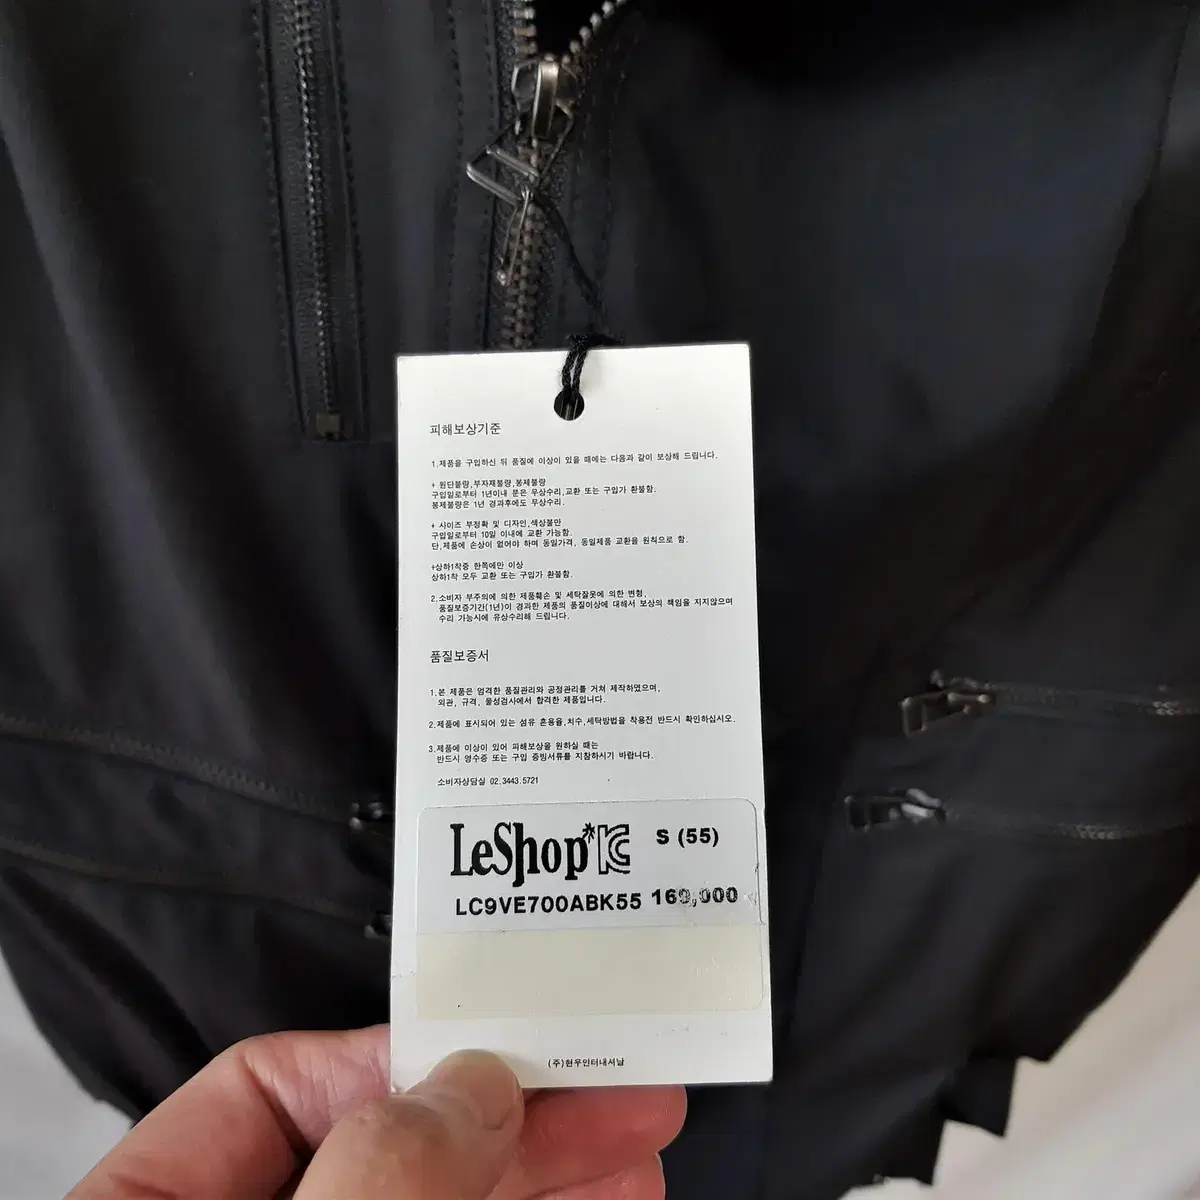 피해보상기준
1.제품을 구입하신 뒤 품질에 이상이 있을 때에는 다음과 같이 보상해 드립니다.
+ 원단불량,부자재불량,봉제불량
구입일로부터 1년이내 분은 무상수리,교환 또는 구입가 환불함.
봉제불량은 1년 경과후에도 무상수리.
+ 사이즈 부정확 및 디자인,색상불만
구입일로부터 10일 이내에 교환 가능함.
단,제품에 손상이 없어야 하며 동일가격, 동일제품 교환을 원칙으로 함.
+상하1착중 한쪽에만 이상
상하1착 모두 교환 또는 구입가 환불함.
2.소비자 부주의에 의한 제품훼손 및 세탁잘못에 의한 변형,
품질보증기간(1년)이 경과한 제품의 품질이상에 대해서 보상의 책임을 지지않으며
수리 가능시에 유상수리해 드립니다.
품질보증서
1.본 제품은 엄격한 품질관리와 공정관리를 거쳐 제작하였으며,
외관, 규격, 물성검사에서 합격한 제품입니다.
2.제품에 표시되어 있는 섬유 혼용율,치수,세탁방법을 착용전 반드시 확인하십시오.
3.제품에 이상이 있어 피해보상을 원하실 때는
반드시 영수증 또는 구입 증빙서류를 지참하시기 바랍니다.
소비자상담실 02.3443.5721
LeShop KC S (55)
LC9VE700ABK55 169,000
(주)현우인터내셔날